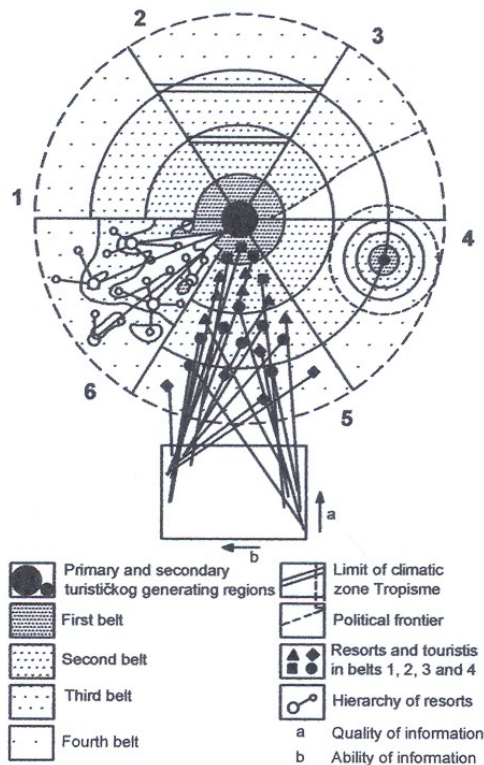 2
3
1
4
6
5
a
b
Primary and secondary
turističkog generating regions
First belt
Second belt
Third belt
Fourth belt
Limit of climatic
zone Tropisme
Political frontier
Resorts and touristis
in belts 1, 2, 3 and 4
Hierarchy of resorts
a Quality of information
b Ability of information